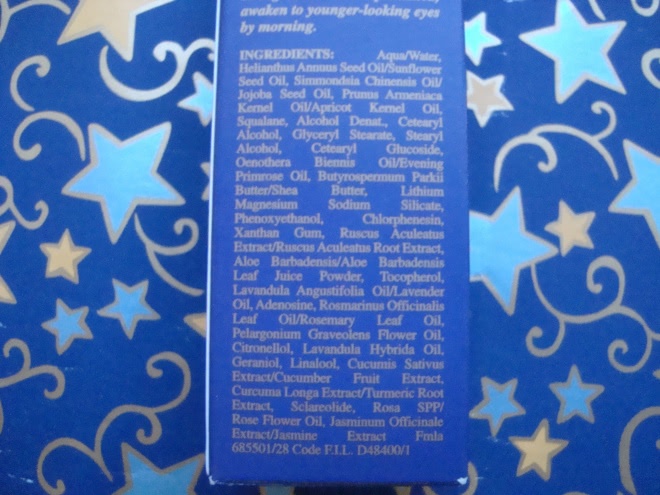 awaken to younger-looking eyes
by morning.
INGREDIENTS: Aqua/Water,
Helianthus Annuus Seed Oil/Sunflower
Seed Oil, Simmondsia Chinensis Oil/
Jojoba Seed Oil, Prunus Armeniaca
Kernel Oil/Apricot Kernel Oil,
Squalane, Alcohol Denat., Cetearyl
Alcohol, Glyceryl Stearate, Stearyl
Alcohol, Cetearyl Glucoside,
Oenothera Biennis Oil/Evening
Primrose Oil, Butyrospermum Parkii
Butter/Shea Butter, Lithium
Magnesium Sodium Silicate,
Phenoxyethanol, Chlorphenesin,
Xanthan Gum, Ruscus Aculeatus
Extract/Ruscus Aculeatus Root Extract,
Aloe Barbadensis/Aloe Barbadensis
Leaf Juice Powder, Tocopherol,
Lavandula Angustifolia Oil/Lavender
Oil, Adenosine, Rosmarinus Officinalis
Leaf Oil/Rosemary Leaf Oil,
Pelargonium Graveolens Flower Oil,
Citronellol, Lavandula Hybrida Oil,
Geraniol, Linalool, Cucumis Sativus
Extract/Cucumber Fruit Extract,
Curcuma Longa Extract/Turmeric Root
Extract, Sclareolide, Rosa SPP/
Rose Flower Oil, Jasminum Officinale
Extract/Jasmine Extract Fmla
685501/28 Code F.I.L. D48400/1